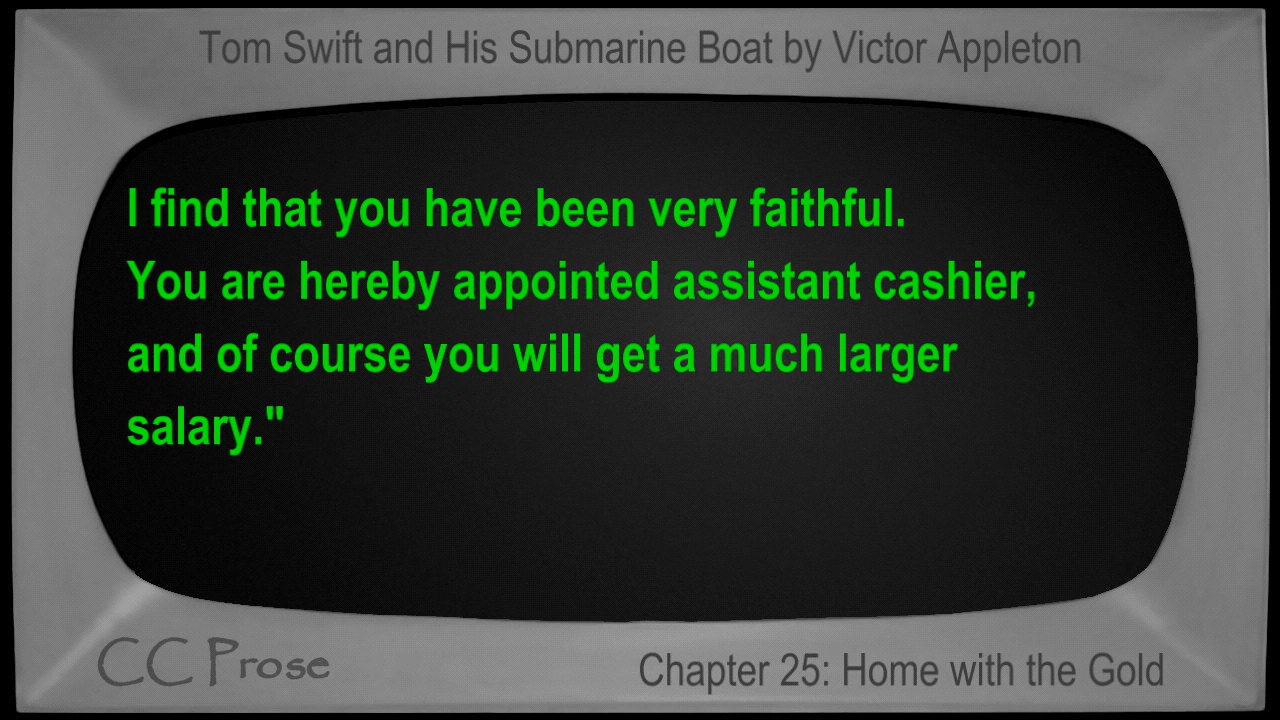 Tom Swift and His Submarine Boat by Victor Appleton
I find that you have been very faithful.
You are hereby appointed assistant cashier,
and of course you will get a much larger
salary."
CC Prose
Chapter 25: Home with the Gold